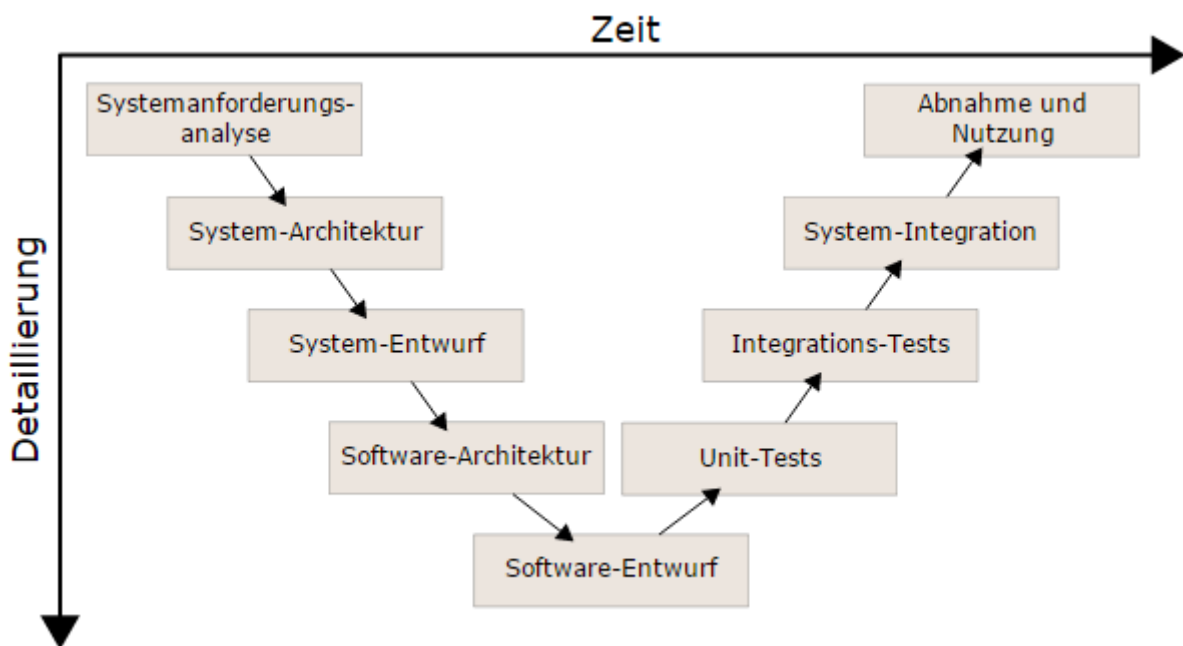 Zeit
Systemanforderungs-
analyse
Abnahme und
Nutzung
System-Architektur
System-Integration
Detaillierung
System-Entwurf
Integrations-Tests
Software-Architektur
Unit-Tests
Software-Entwurf